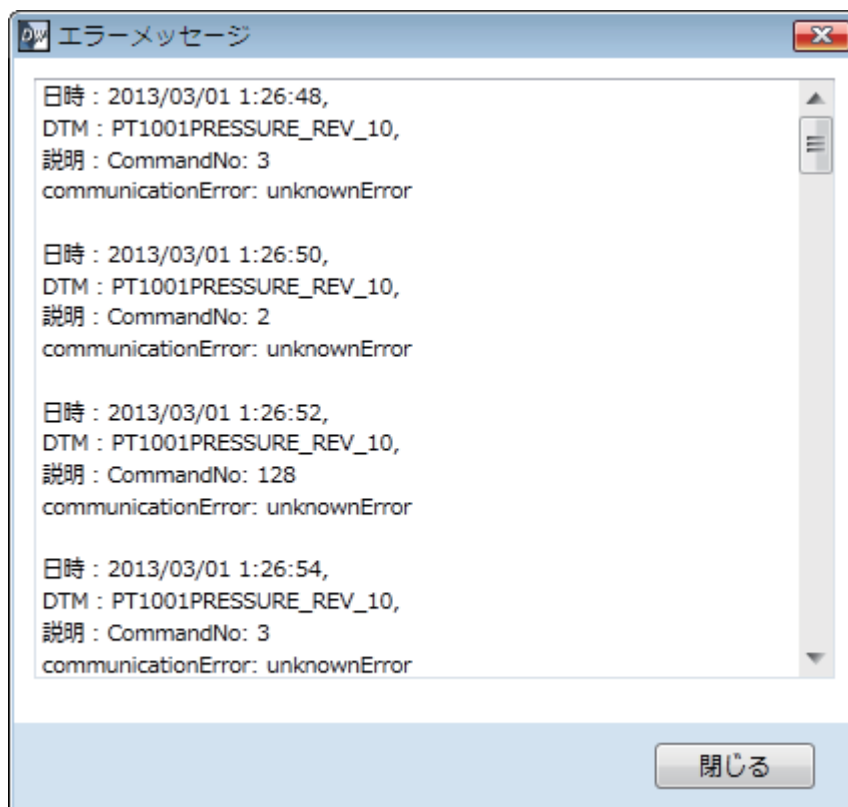 DW エラーメッセージ
日時 : 2013/03/01 1:26:48,
DTM : PT1001PRESSURE_REV_10,
説明 : CommandNo: 3
communicationError: unknownError
日時 : 2013/03/01 1:26:50,
DTM : PT1001PRESSURE_REV_10,
説明 : CommandNo: 2
communicationError: unknownError
日時 : 2013/03/01 1:26:52,
DTM : PT1001PRESSURE_REV_10,
説明 : CommandNo: 128
communicationError: unknownError
日時 : 2013/03/01 1:26:54,
DTM : PT1001PRESSURE_REV_10,
説明 : CommandNo: 3
communicationError: unknownError
閉じる